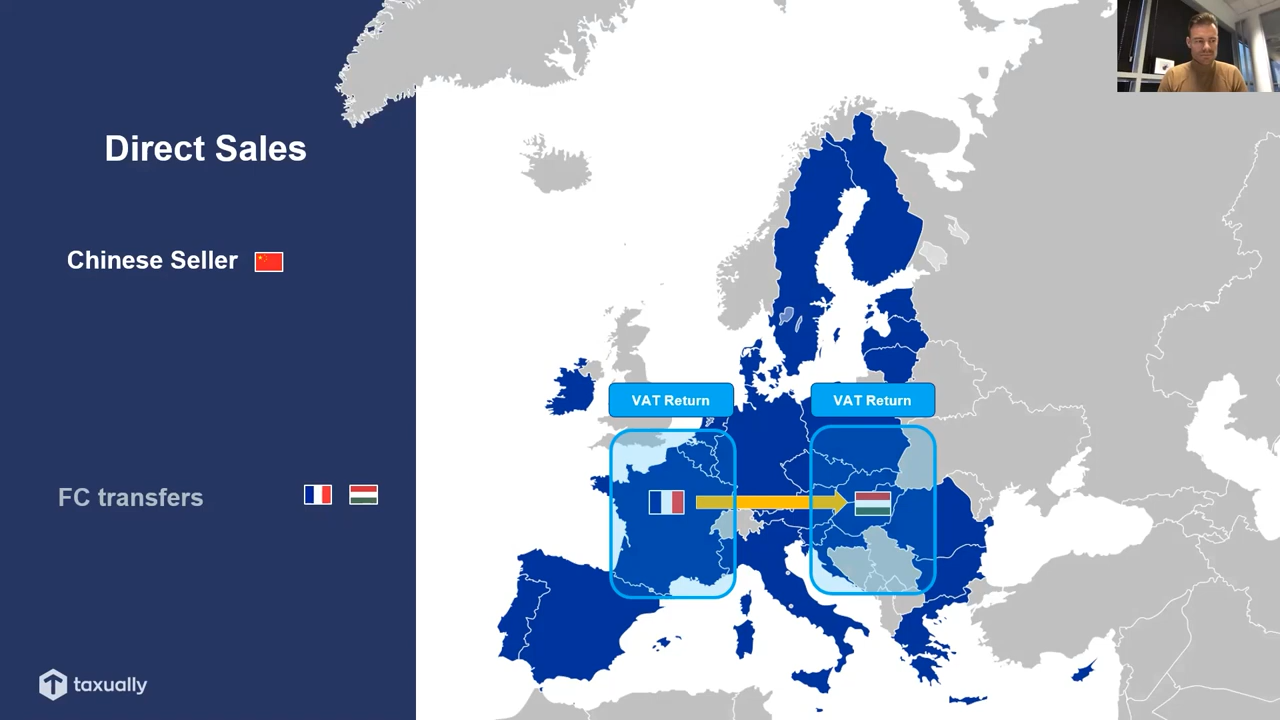 Direct Sales
Chinese Seller
VAT Return
VAT Return
FC transfers
taxually